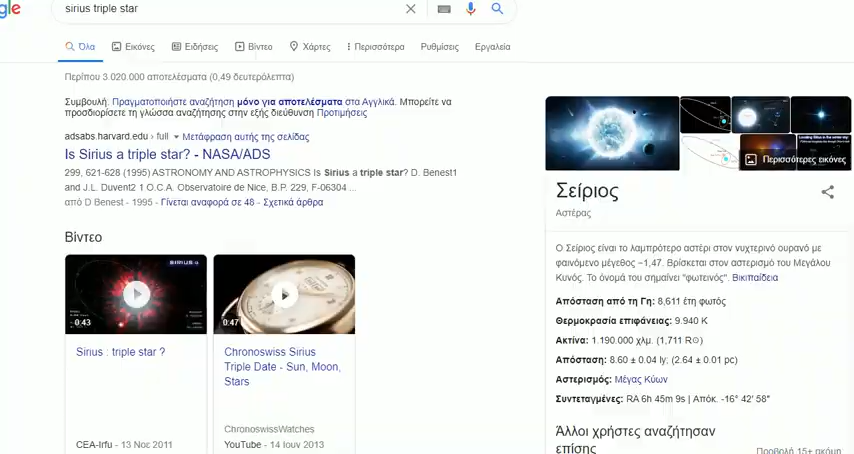 gle
sirius triple star
Όλα Εικόνες Ειδήσεις Βίντεο Χάρτες Περισσότερα Ρυθμίσεις Εργαλεία
Περίπου 3.020.000 αποτελέσματα (0,49 δευτερόλεπτα)
Συμβουλή: Πραγματοποιήστε αναζήτηση μόνο για αποτελέσματα στα Αγγλικά. Μπορείτε να
προσδιορίσετε τη γλώσσα αναζήτησης στην εξής διεύθυνση Προτιμήσεις
adsabs.harvard.edu › full Μετάφραση αυτής της σελίδας
Is Sirius a triple star? - NASA/ADS
299, 621-628 (1995) ASTRONOMY AND ASTROPHYSICS Is Sirius a triple star? D. Benest1
and J.L. Duvent2 1 O.C.A. Observatoire de Nice, B.P. 229, F-06304 ...
από D Benest - 1995 - Γίνεται αναφορά σε 48 - Σχετικά άρθρα
Βίντεο
0:43
0:47
Sirius : triple star ?
CEA-Irfu - 13 Νοε 2011
Chronoswiss Sirius
Triple Date - Sun, Moon,
Stars
ChronoswissWatches
YouTube - 14 Ιουν 2013
Περισσότερες εικόνες
Σείριος
Αστέρας
Ο Σείριος είναι το λαμπρότερο αστέρι στον νυχτερινό ουρανό με
φαινόμενο μέγεθος −1,47. Βρίσκεται στον αστερισμό του Μεγάλου
Κυνός. Το όνομά του σημαίνει "φωτεινός". Βικιπαίδεια
Απόσταση από τη Γη: 8,611 έτη φωτός
Θερμοκρασία επιφάνειας: 9.940 K
Ακτίνα: 1.190.000 χλμ. (1,711 R☉)
Απόσταση: 8.60 ± 0.04 ly; (2.64 ± 0.01 pc)
Αστερισμός: Μέγας Κύων
Συντεταγμένες: RA 6h 45m 9s | Απόκ. -16° 42' 58"
Άλλοι χρήστες αναζήτησαν
επίσης
Προβολή 15+ ακόμη